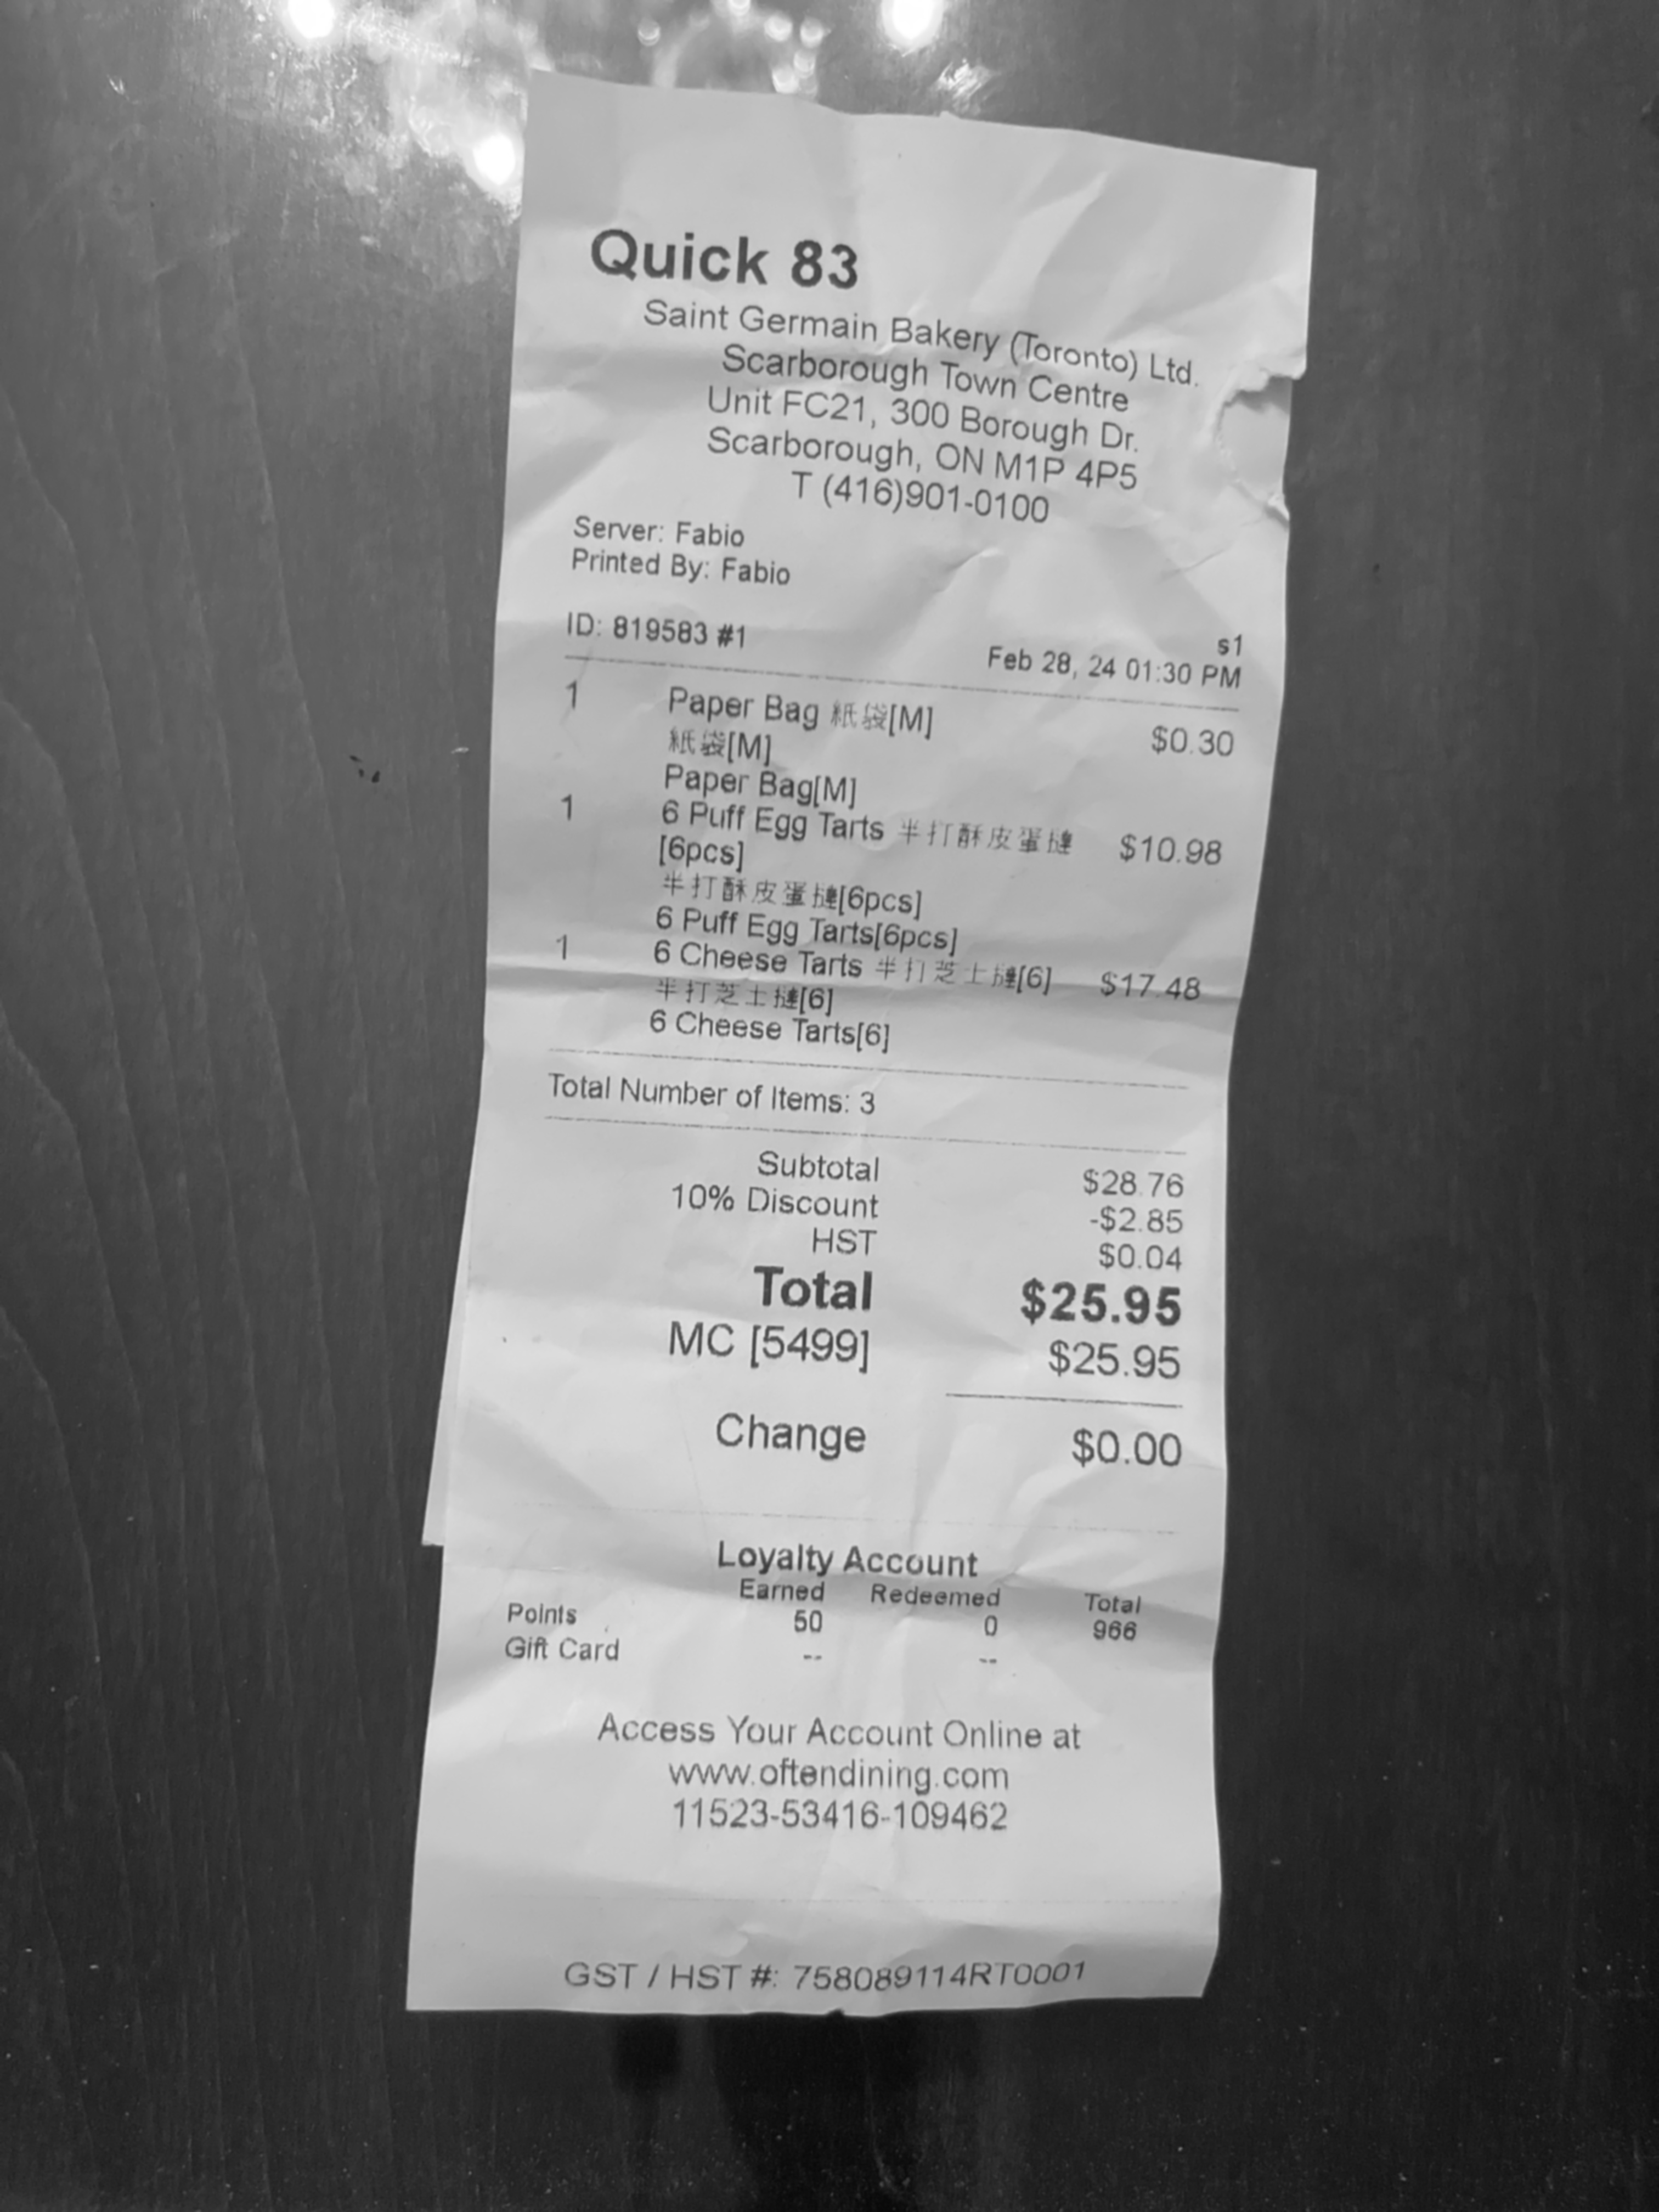 Quick 83
Saint Germain Bakery (Toronto) Ltd.
Scarborough Town Centre
Unit FC21, 300 Borough Dr.
Scarborough, ON M1P 4P5
T (416)901-0100
Server: Fabio
Printed By: Fabio
s1
ID: 819583 #1 Feb 28, 24 01:30 PM
1 Paper Bag 紙袋[M] $0.30
紙袋[M]
Paper Bag[M]
1 6 Puff Egg Tarts 半打酥皮蛋撻 $10.98
[6pcs]
半打酥皮蛋撻[6pcs]
6 Puff Egg Tarts[6pcs]
1 6 Cheese Tarts 半打芝士撻[6] $17.48
半打芝士撻[6]
6 Cheese Tarts[6]
Total Number of Items: 3
Subtotal $28.76
10% Discount -$2.85
HST $0.04
Total $25.95
MC [5499] $25.95
Change $0.00
Loyalty Account
Earned Redeemed Total
Points 50 0 966
Gift Card -- --
Access Your Account Online at
www.oftendining.com
11523-53416-109462
GST / HST #: 758089114RT0001